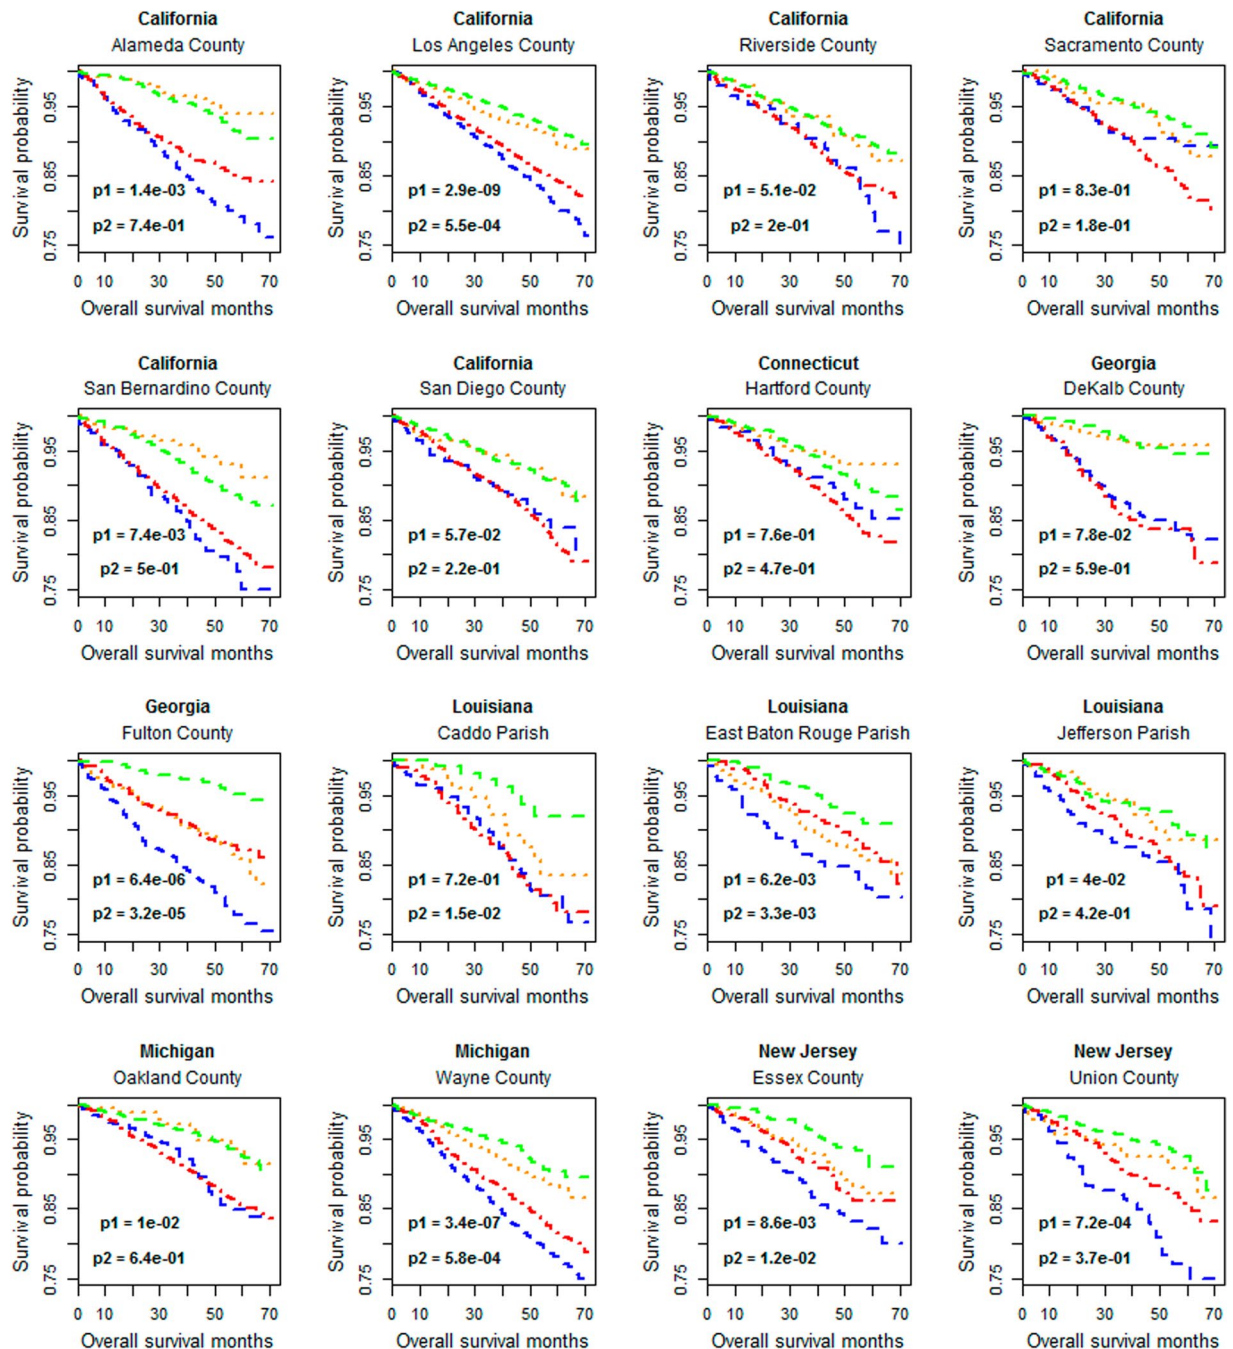 California
Alameda County
Survival probability
0.95
0.85
0.75
p1 = 1.4e-03
p2 = 7.4e-01
0 10 30 50 70
Overall survival months
California
Los Angeles County
Survival probability
0.95
0.85
0.75
p1 = 2.9e-09
p2 = 5.5e-04
0 10 30 50 70
Overall survival months
California
Riverside County
Survival probability
0.95
0.85
0.75
p1 = 5.1e-02
p2 = 2e-01
0 10 30 50 70
Overall survival months
California
Sacramento County
Survival probability
0.95
0.85
0.75
p1 = 8.3e-01
p2 = 1.8e-01
0 10 30 50 70
Overall survival months
California
San Bernardino County
Survival probability
0.95
0.85
0.75
p1 = 7.4e-03
p2 = 5e-01
0 10 30 50 70
Overall survival months
California
San Diego County
Survival probability
0.95
0.85
0.75
p1 = 5.7e-02
p2 = 2.2e-01
0 10 30 50 70
Overall survival months
Connecticut
Hartford County
Survival probability
0.95
0.85
0.75
p1 = 7.6e-01
p2 = 4.7e-01
0 10 30 50 70
Overall survival months
Georgia
DeKalb County
Survival probability
0.95
0.85
0.75
p1 = 7.8e-02
p2 = 5.9e-01
0 10 30 50 70
Overall survival months
Georgia
Fulton County
Survival probability
0.95
0.85
0.75
p1 = 6.4e-06
p2 = 3.2e-05
0 10 30 50 70
Overall survival months
Louisiana
Caddo Parish
Survival probability
0.95
0.85
0.75
p1 = 7.2e-01
p2 = 1.5e-02
0 10 30 50 70
Overall survival months
Louisiana
East Baton Rouge Parish
Survival probability
0.95
0.85
0.75
p1 = 6.2e-03
p2 = 3.3e-03
0 10 30 50 70
Overall survival months
Louisiana
Jefferson Parish
Survival probability
0.95
0.85
0.75
p1 = 4e-02
p2 = 4.2e-01
0 10 30 50 70
Overall survival months
Michigan
Oakland County
Survival probability
0.95
0.85
0.75
p1 = 1e-02
p2 = 6.4e-01
0 10 30 50 70
Overall survival months
Michigan
Wayne County
Survival probability
0.95
0.85
0.75
p1 = 3.4e-07
p2 = 5.8e-04
0 10 30 50 70
Overall survival months
New Jersey
Essex County
Survival probability
0.95
0.85
0.75
p1 = 8.6e-03
p2 = 1.2e-02
0 10 30 50 70
Overall survival months
New Jersey
Union County
Survival probability
0.95
0.85
0.75
p1 = 7.2e-04
p2 = 3.7e-01
0 10 30 50 70
Overall survival months